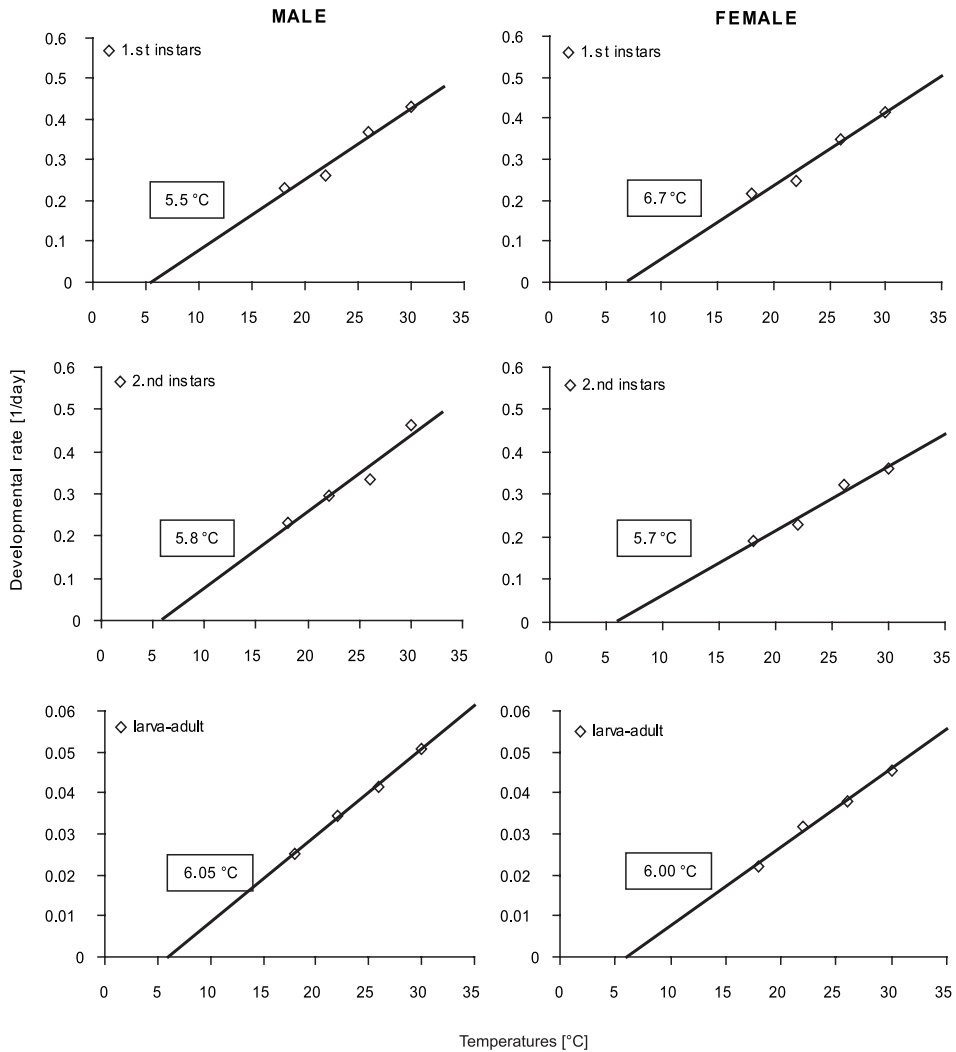 MALE
FEMALE
Developmental rate [1/day]
0.6
0.5
0.4
0.3
0.2
0.1
0
1.st instars
5.5 °C
0 5 10 15 20 25 30 35
0.6
0.5
0.4
0.3
0.2
0.1
0
1.st instars
6.7 °C
0 5 10 15 20 25 30 35
0.6
0.5
0.4
0.3
0.2
0.1
0
2.nd instars
5.8 °C
0 5 10 15 20 25 30 35
0.6
0.5
0.4
0.3
0.2
0.1
0
2.nd instars
5.7 °C
0 5 10 15 20 25 30 35
0.06
0.05
0.04
0.03
0.02
0.01
0
larva-adult
6.05 °C
0 5 10 15 20 25 30 35
0.06
0.05
0.04
0.03
0.02
0.01
0
larva-adult
6.00 °C
0 5 10 15 20 25 30 35
Temperatures [°C]